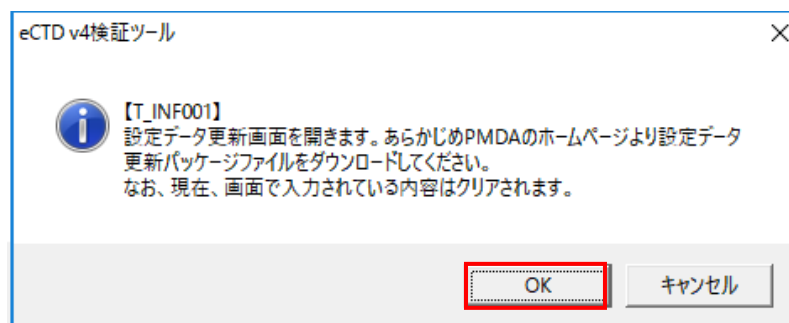 eCTD v4検証ツール
【T_INF001】
設定データ更新画面を開きます。あらかじめPMDAのホームページより設定データ
更新パッケージファイルをダウンロードしてください。
なお、現在、画面で入力されている内容はクリアされます。
OK
キャンセル